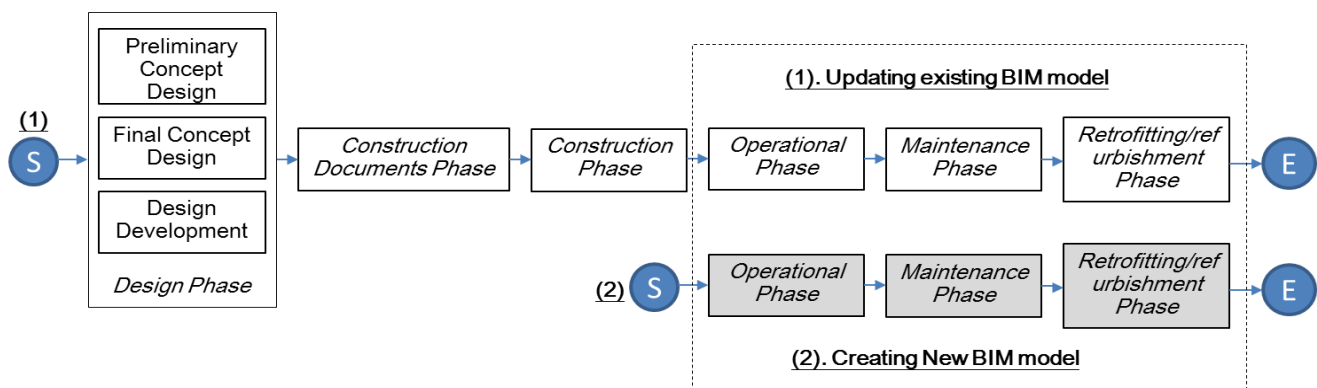 (1)
S
Preliminary
Concept
Design
Final Concept
Design
Design
Development
Design Phase
Construction
Documents Phase
Construction
Phase
(1). Updating existing BIM model
Operational
Phase
Maintenance
Phase
Retrofitting/ref
urbishment
Phase
E
(2)
S
Operational
Phase
Maintenance
Phase
Retrofitting/ref
urbishment
Phase
E
(2). Creating New BIM model